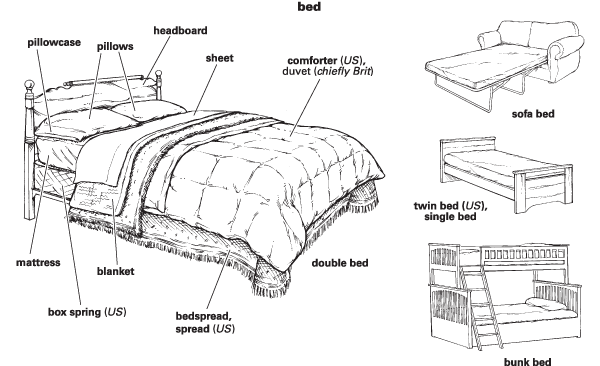 bed
headboard
pillowcase
pillows
sheet
comforter (US),
duvet (chiefly Brit)
sofa bed
twin bed (US),
single bed
mattress
blanket
double bed
box spring (US)
bedspread,
spread (US)
bunk bed